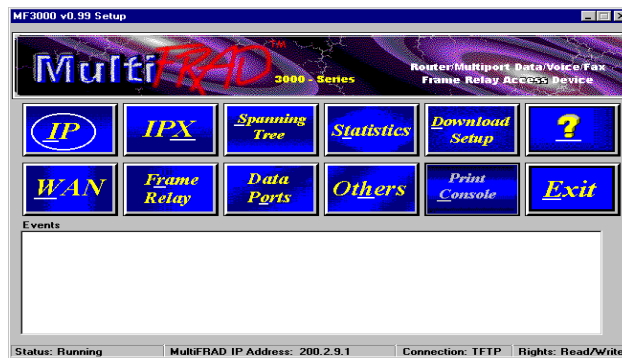 MF3000 v0.99 Setup
MultiFRAD™
3000 - Series
Router/Multiport Data/Voice/Fax
Frame Relay Access Device
IP
IPX
Spanning
Tree
Statistics
Download
Setup
?
WAN
Frame
Relay
Data
Ports
Others
Print
Console
Exit
Events
Status: Running
MultiFRAD IP Address: 200.2.9.1
Connection: TFTP
Rights: Read/Write